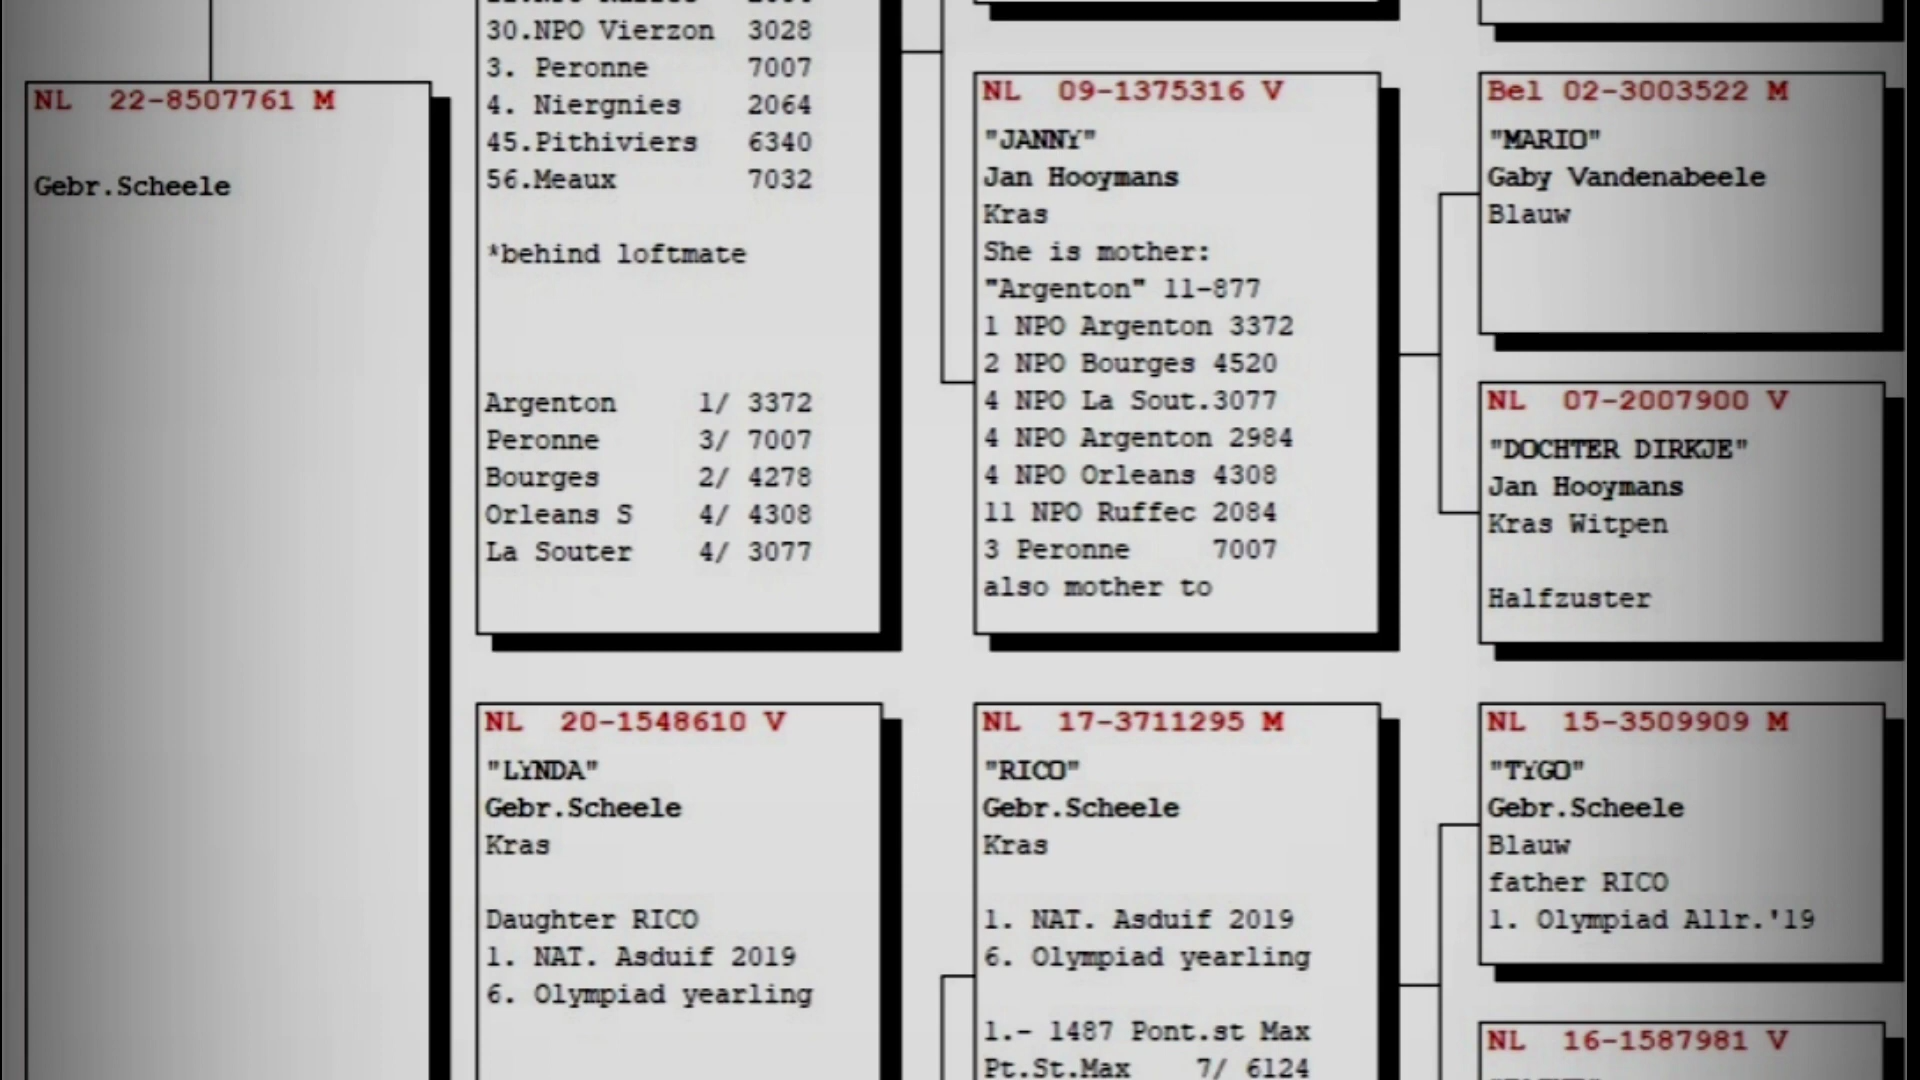 NL 22-8507761 M
Gebr.Scheele
30.NPO Vierzon 3028
3. Peronne 7007
4. Niergnies 2064
45.Pithiviers 6340
56.Meaux 7032
*behind loftmate
Argenton 1/ 3372
Peronne 3/ 7007
Bourges 2/ 4278
Orleans S 4/ 4308
La Souter 4/ 3077
NL 20-1548610 V
"LYNDA"
Gebr.Scheele
Kras
Daughter RICO
1. NAT. Asduif 2019
6. Olympiad yearling
NL 09-1375316 V
"JANNY"
Jan Hooymans
Kras
She is mother:
"Argenton" 11-877
1 NPO Argenton 3372
2 NPO Bourges 4520
4 NPO La Sout.3077
4 NPO Argenton 2984
4 NPO Orleans 4308
11 NPO Ruffec 2084
3 Peronne 7007
also mother to
NL 17-3711295 M
"RICO"
Gebr.Scheele
Kras
1. NAT. Asduif 2019
6. Olympiad yearling
1.- 1487 Pont.st Max
Pt.St.Max 7/ 6124
Bel 02-3003522 M
"MARIO"
Gaby Vandenabeele
Blauw
NL 07-2007900 V
"DOCHTER DIRKJE"
Jan Hooymans
Kras Witpen
Halfzuster
NL 15-3509909 M
"TYGO"
Gebr.Scheele
Blauw
father RICO
1. Olympiad Allr.'19
NL 16-1587981 V